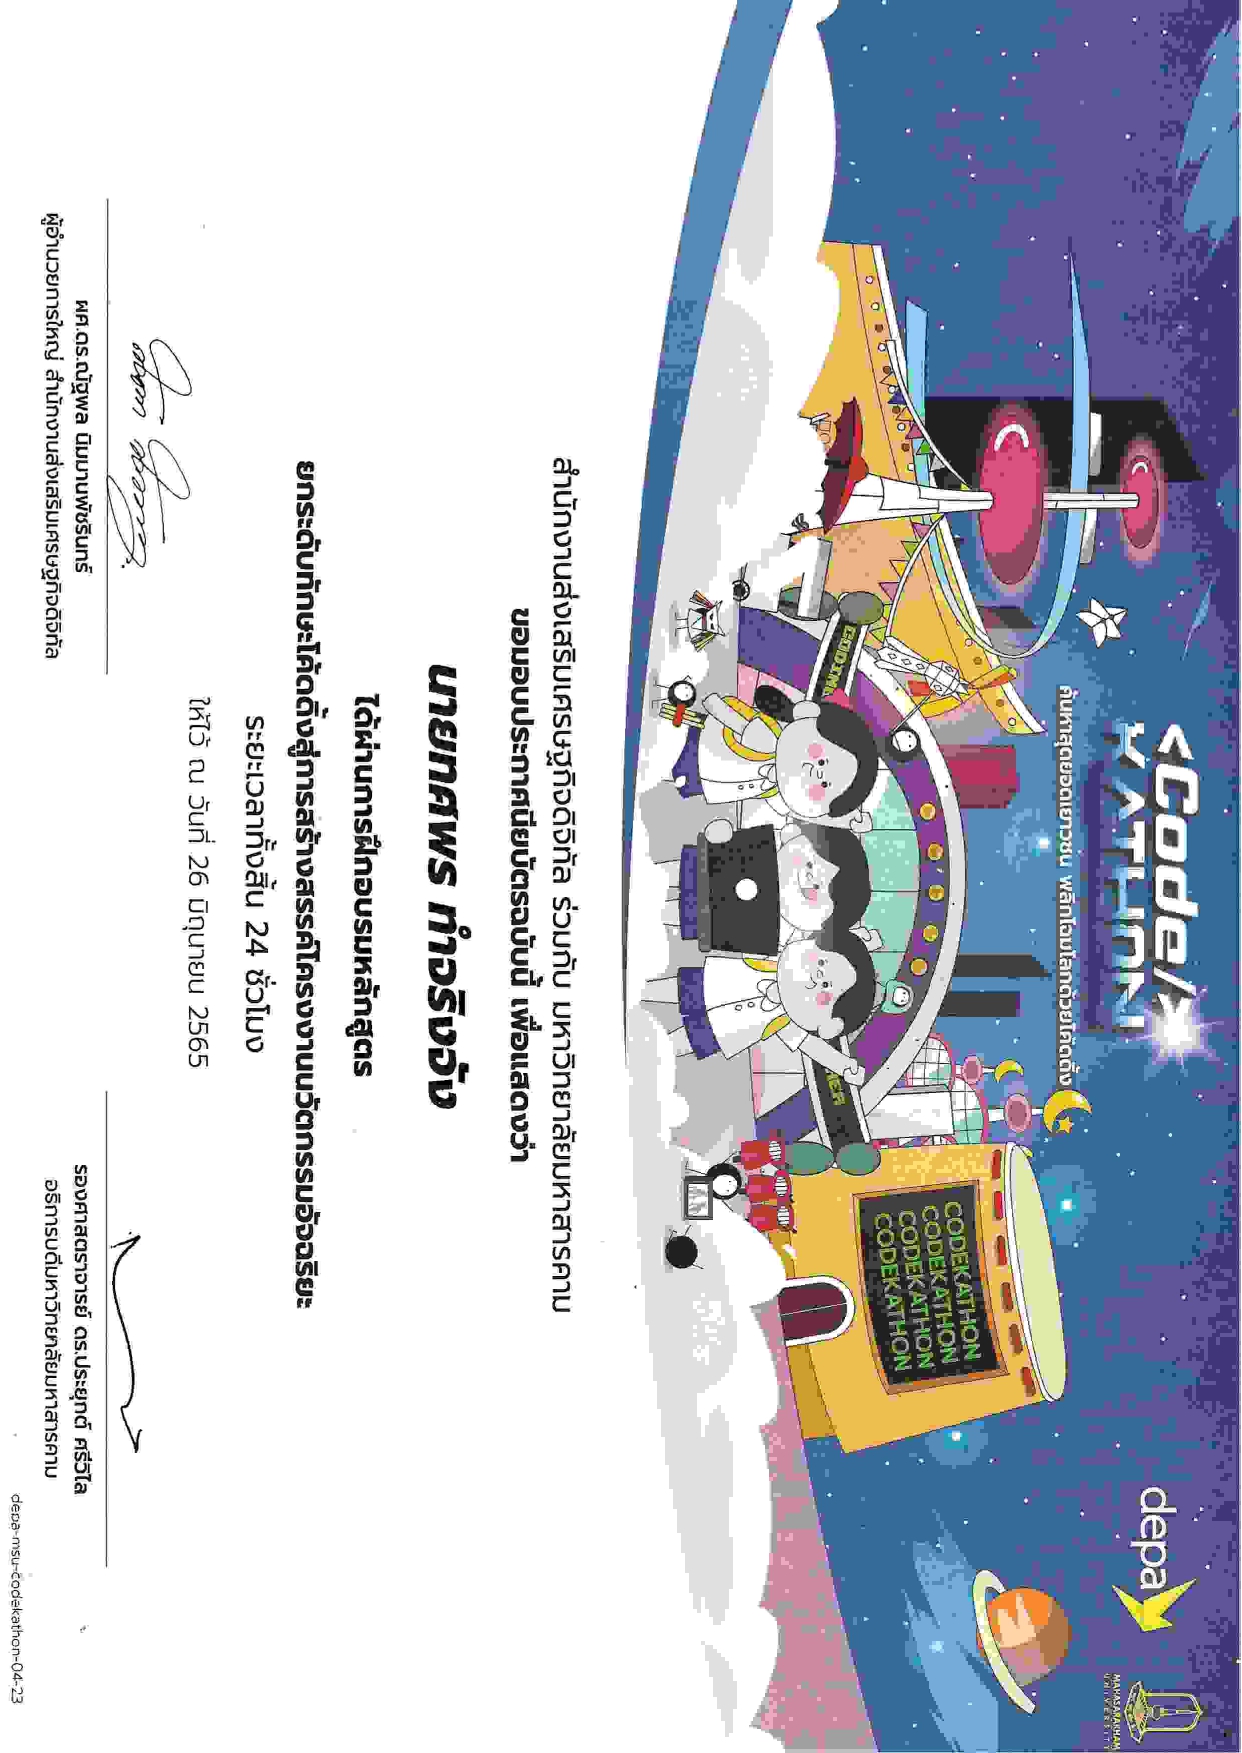 <Code/>
KATHON
depa
MAHASARAKHAM
UNIVERSITY
ค้นหาสุดยอดเยาวชน พลิกโฉมโลกด้วยโค้ดดิ้ง
CODEKATHON
CODEKATHON
CODEKATHON
CODEKATHON
สำนักงานส่งเสริมเศรษฐกิจดิจิทัล ร่วมกับ มหาวิทยาลัยมหาสารคาม
ขอมอบประกาศนียบัตรฉบับนี้ เพื่อแสดงว่า
นายทศพร ทำจริงจัง
ได้ผ่านการฝึกอบรมหลักสูตร
ยกระดับทักษะโค้ดดิ้งสู่การสร้างสรรค์โครงงานนวัตกรรมอัจฉริยะ
ระยะเวลาทั้งสิ้น 24 ชั่วโมง
ให้ไว้ ณ วันที่ 26 มิถุนายน 2565
ผศ.ดร.ณัฐพล นิมมานพัชรินทร์
ผู้อำนวยการใหญ่ สำนักงานส่งเสริมเศรษฐกิจดิจิทัล
รองศาสตราจารย์ ดร.ประยุกต์ ศรีวิไล
อธิการบดีมหาวิทยาลัยมหาสารคาม
depa-msu-codekathon-04-23